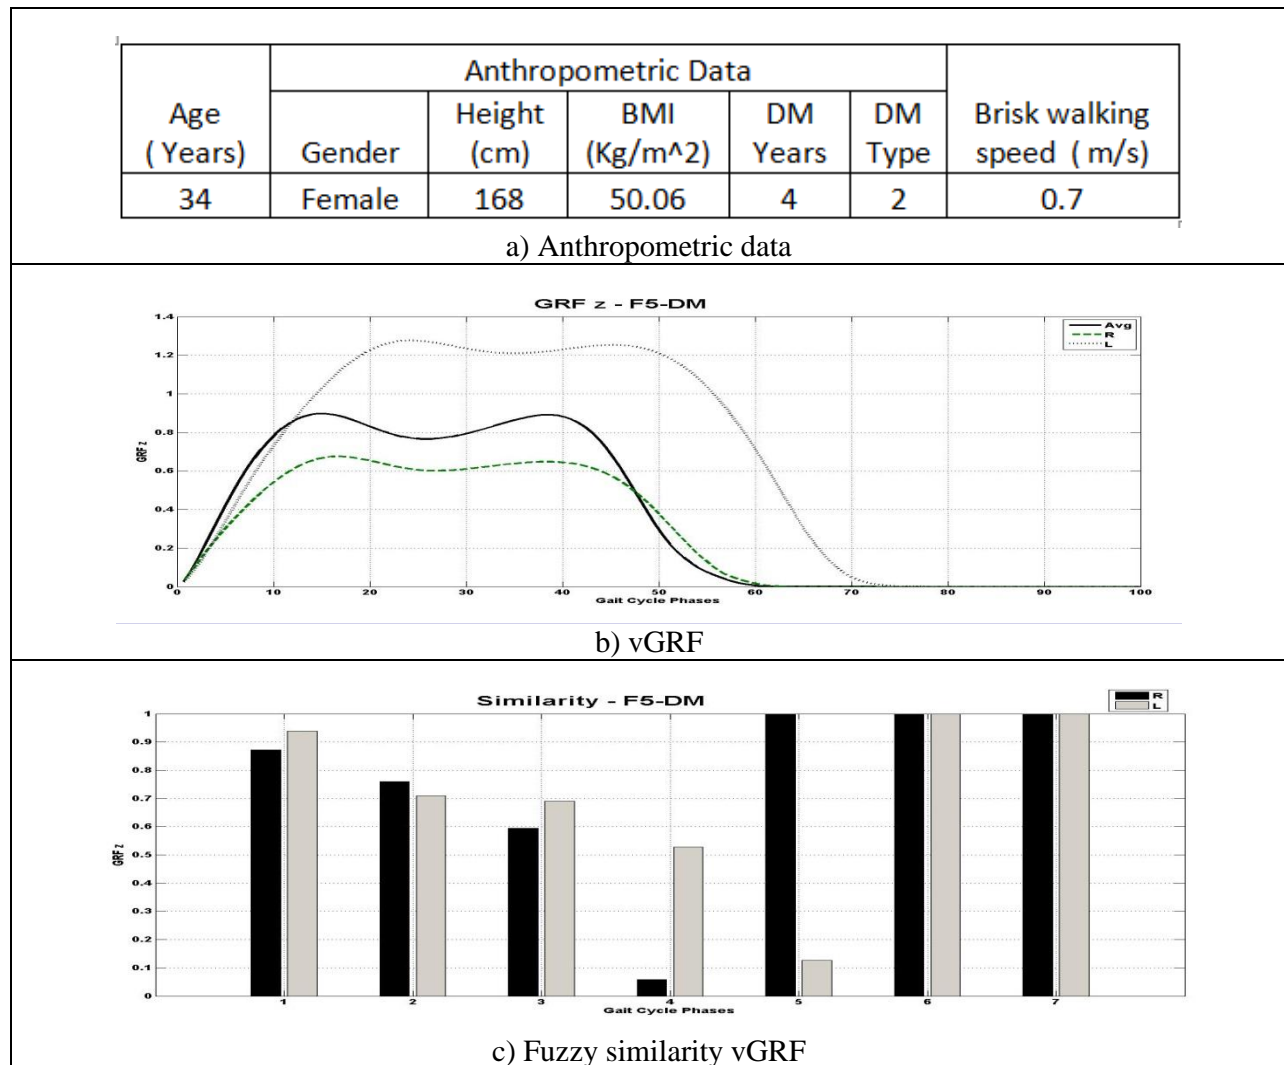 Anthropometric Data
Age
( Years)
Gender
Height
(cm)
BMI
(Kg/m^2)
DM
Years
DM
Type
Brisk walking
speed ( m/s)
34 Female 168 50.06 4 2 0.7
a) Anthropometric data
GRF z - F5-DM
Avg
R
L
1.4
1.2
1
0.8
0.6
0.4
0.2
0
GRF z
0 10 20 30 40 50 60 70 80 90 100
Gait Cycle Phases
b) vGRF
Similarity - F5-DM
R
L
1
0.9
0.8
0.7
0.6
0.5
0.4
0.3
0.2
0.1
0
GRF z
1 2 3 4 5 6 7
Gait Cycle Phases
c) Fuzzy similarity vGRF